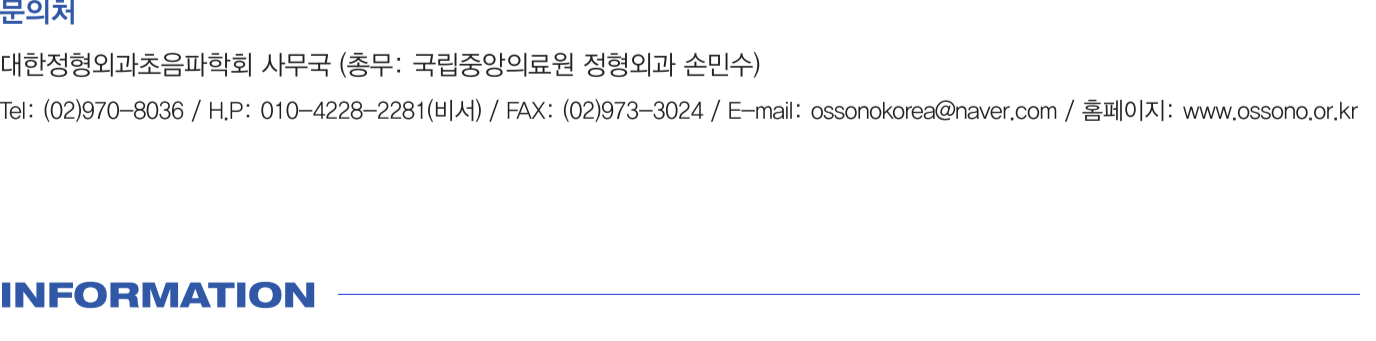 문의처
대한정형외과초음파학회 사무국 (총무: 국립중앙의료원 정형외과 손민수)
Tel: (02)970-8036 / H.P: 010-4228-2281(비서) / FAX: (02)973-3024 / E-mail: ossonokorea@naver.com / 홈페이지: www.ossono.or.kr
INFORMATION